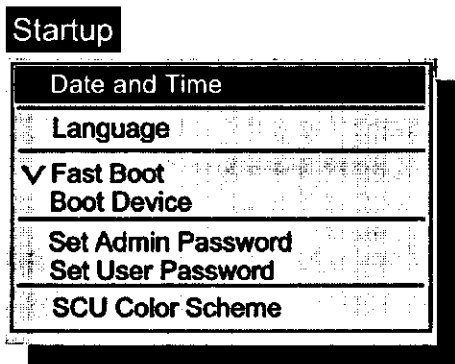 Startup
Date and Time
Language
√ Fast Boot
Boot Device
Set Admin Password
Set User Password
SCU Color Scheme